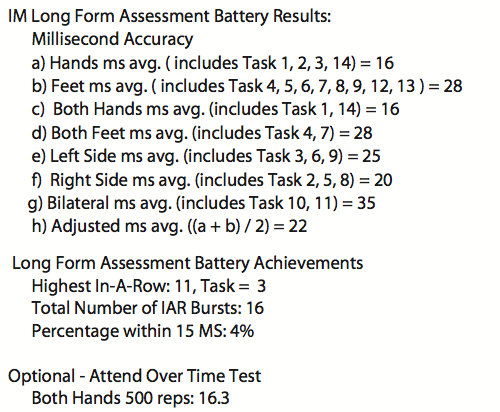 IM Long Form Assessment Battery Results:
Millisecond Accuracy
a) Hands ms avg. ( includes Task 1, 2, 3, 14) = 16
b) Feet ms avg. ( includes Task 4, 5, 6, 7, 8, 9, 12, 13 ) = 28
c) Both Hands ms avg. (includes Task 1, 14) = 16
d) Both Feet ms avg. (includes Task 4, 7) = 28
e) Left Side ms avg. (includes Task 3, 6, 9) = 25
f) Right Side ms avg. (includes Task 2, 5, 8) = 20
g) Bilateral ms avg. (includes Task 10, 11) = 35
h) Adjusted ms avg. ((a + b) / 2) = 22
Long Form Assessment Battery Achievements
Highest In-A-Row: 11, Task = 3
Total Number of IAR Bursts: 16
Percentage within 15 MS: 4%
Optional - Attend Over Time Test
Both Hands 500 reps: 16.3